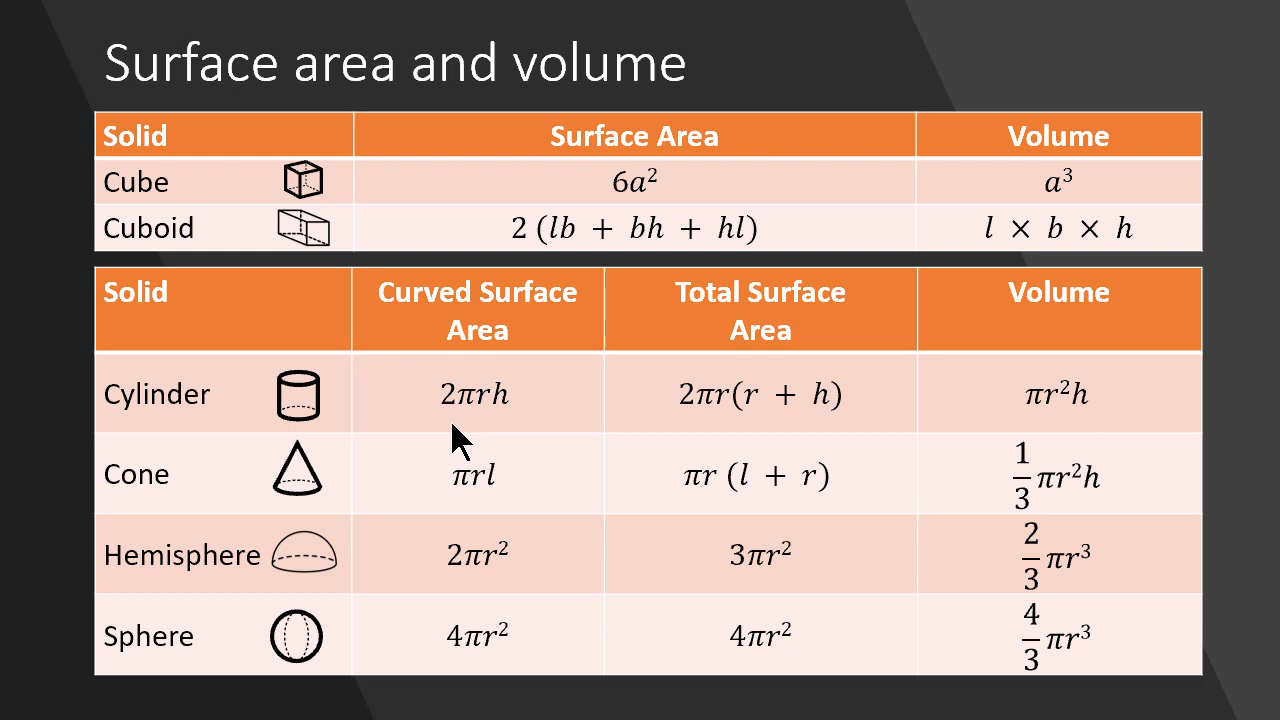 Surface area and volume
Solid Surface Area Volume
Cube 6a² a³
Cuboid 2 (lb + bh + hl) l × b × h
Solid Curved Surface Area Total Surface Area Volume
Cylinder 2πrh 2πr(r + h) πr²h
Cone πrl πr (l + r) 1/3 πr²h
Hemisphere 2πr² 3πr² 2/3 πr³
Sphere 4πr² 4πr² 4/3 πr³